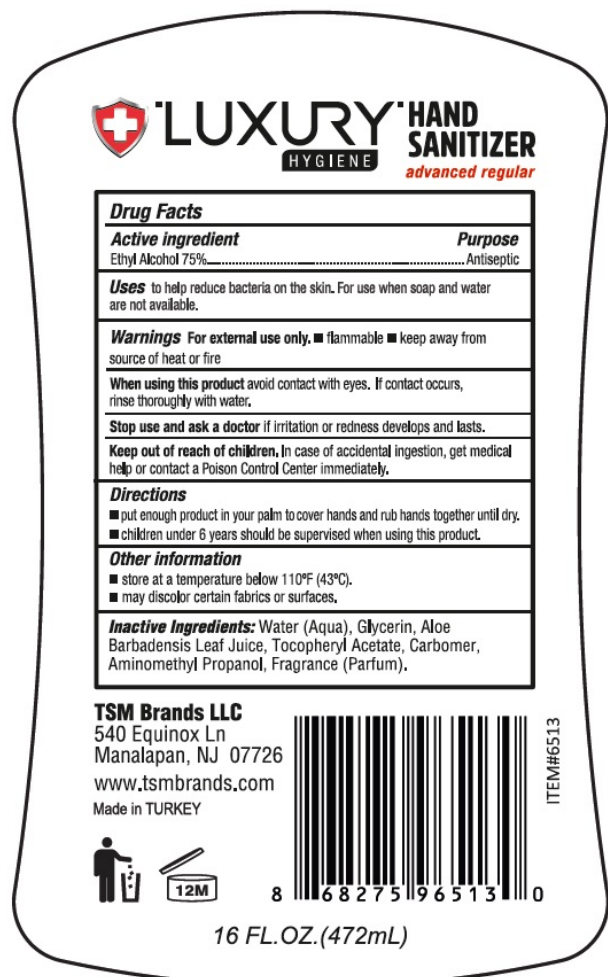 LUXURY HAND
SANITIZER
HYGIENE
advanced regular
Drug Facts
Active ingredient Purpose
Ethyl Alcohol 75%........................................................Antiseptic
Uses to help reduce bacteria on the skin. For use when soap and water
are not available.
Warnings For external use only. ■ flammable ■ keep away from
source of heat or fire
When using this product avoid contact with eyes. If contact occurs,
rinse thoroughly with water.
Stop use and ask a doctor if irritation or redness develops and lasts.
Keep out of reach of children. In case of accidental ingestion, get medical
help or contact a Poison Control Center immediately.
Directions
■ put enough product in your palm to cover hands and rub hands together until dry.
■ children under 6 years should be supervised when using this product.
Other information
■ store at a temperature below 110ºF (43ºC).
■ may discolor certain fabrics or surfaces.
Inactive Ingredients: Water (Aqua), Glycerin, Aloe
Barbadensis Leaf Juice, Tocopheryl Acetate, Carbomer,
Aminomethyl Propanol, Fragrance (Parfum).
TSM Brands LLC
540 Equinox Ln
Manalapan, NJ 07726
www.tsmbrands.com
Made in TURKEY
12M
8 68275 96513 0
ITEM#6513
16 FL.OZ.(472mL)